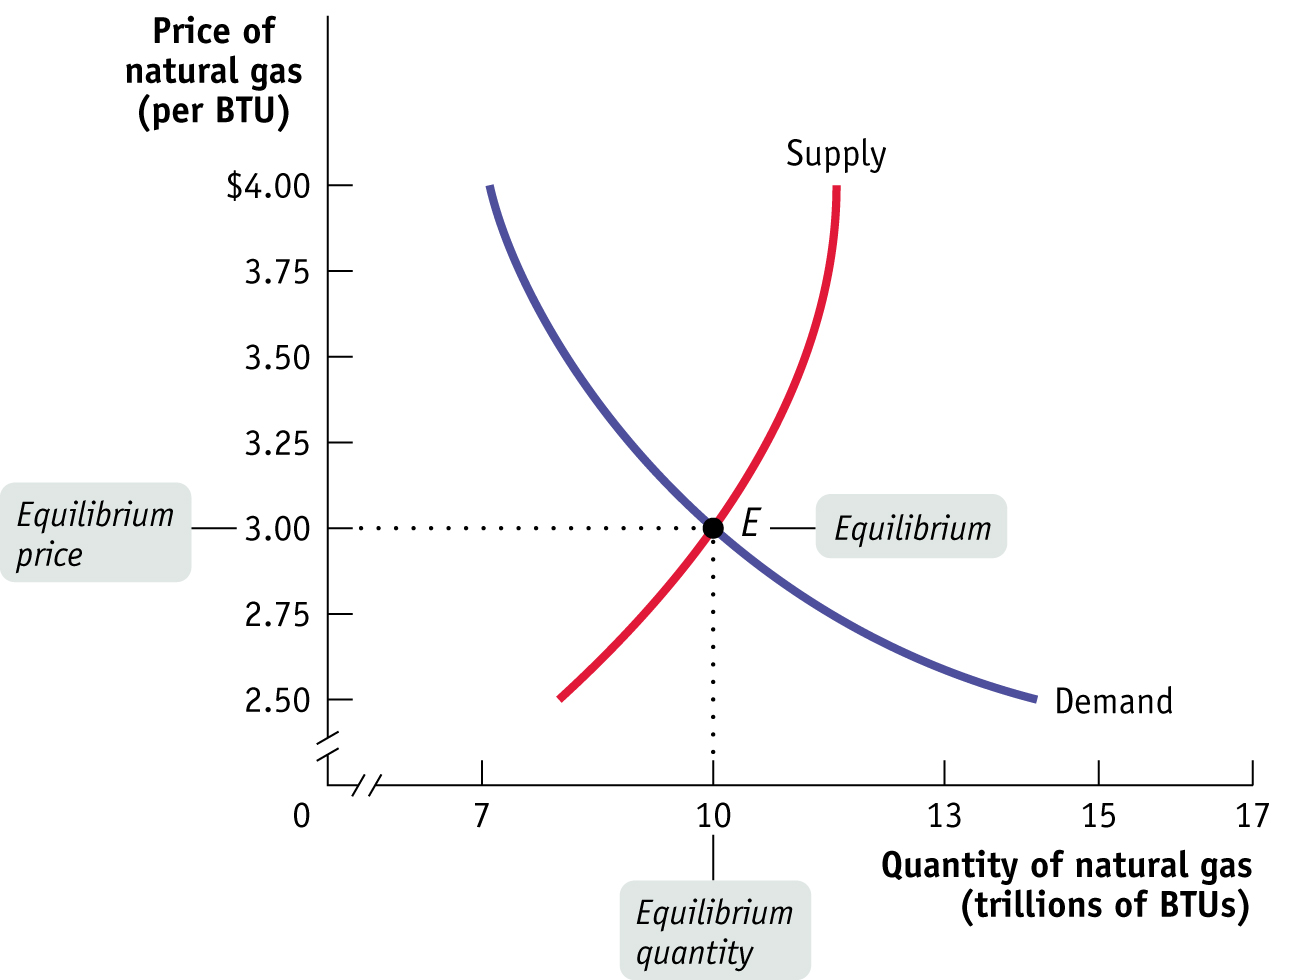 Price of
natural gas
(per BTU)
Supply
$4.00
3.75
3.50
3.25
Equilibrium
price
3.00
E
Equilibrium
2.75
2.50
Demand
0
7
10
13
15
17
Quantity of natural gas
(trillions of BTUs)
Equilibrium
quantity